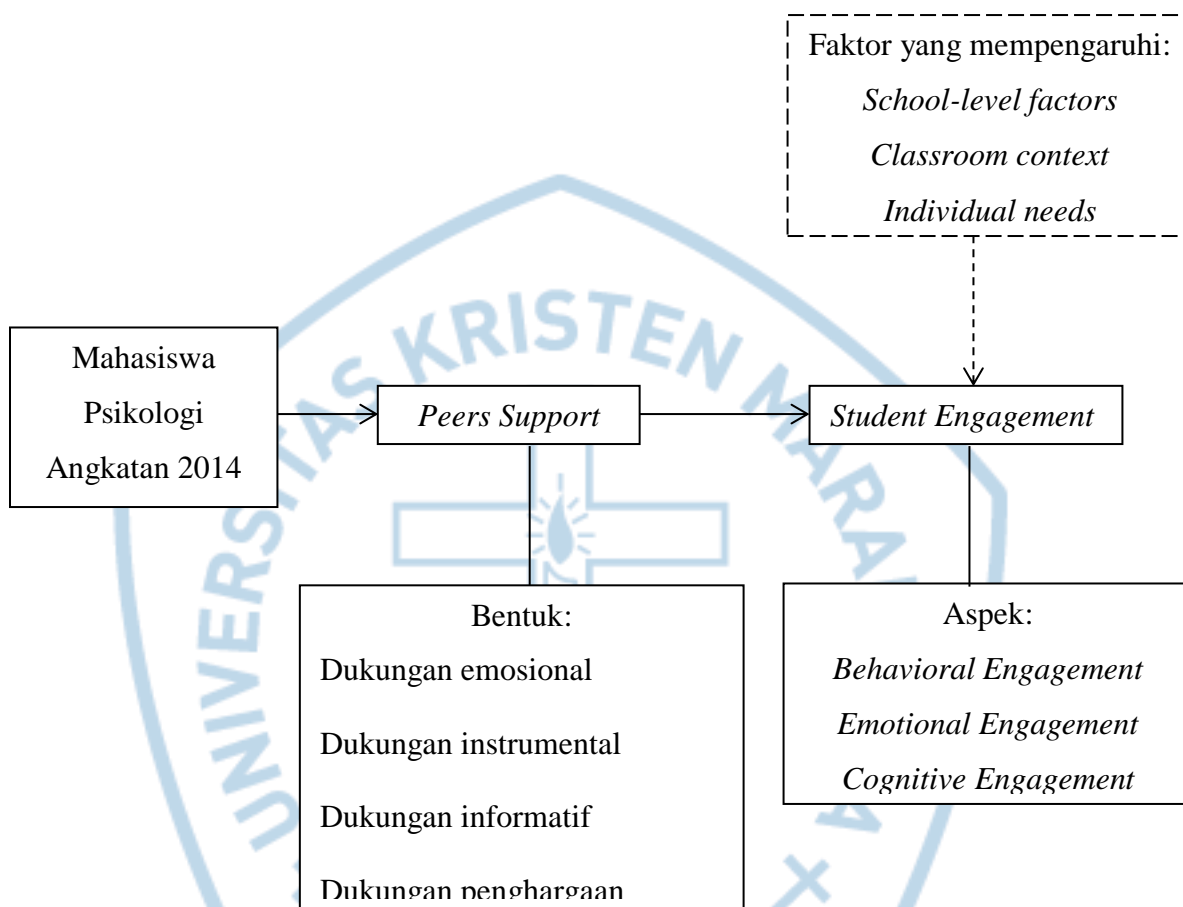 Faktor yang mempengaruhi:
School-level factors
Classroom context
Individual needs
Mahasiswa
Psikologi
Angkatan 2014
Peers Support
Student Engagement
Bentuk:
Dukungan emosional
Dukungan instrumental
Dukungan informatif
Dukungan penghargaan
Aspek:
Behavioral Engagement
Emotional Engagement
Cognitive Engagement
UNIVERSITAS KRISTEN